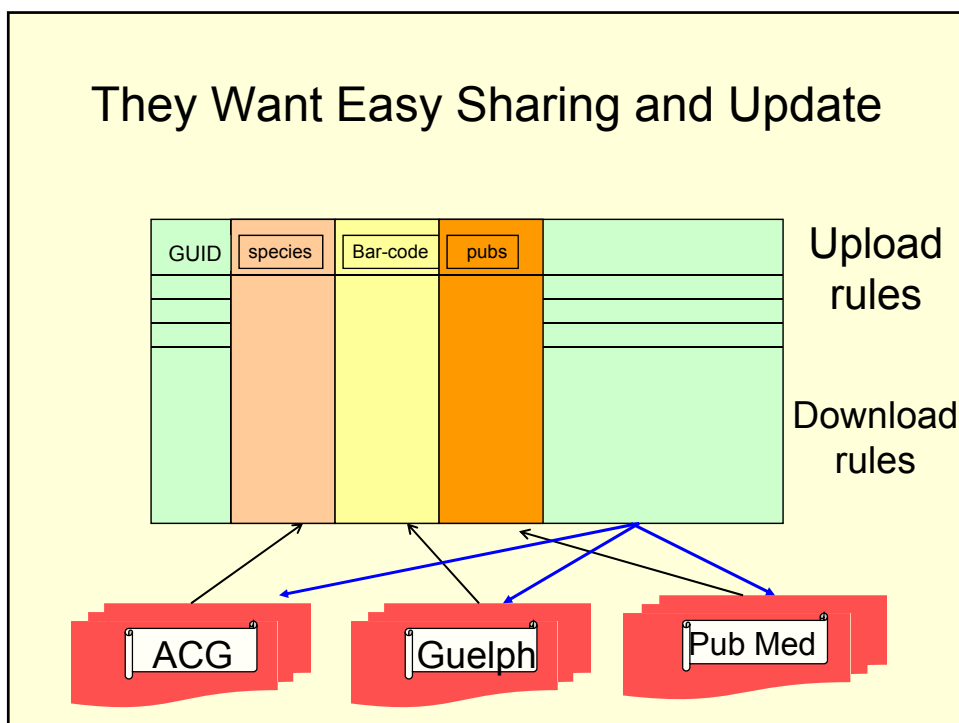 They Want Easy Sharing and Update
GUID
species
Bar-code
pubs
Upload
rules
Download
rules
ACG
Guelph
Pub Med